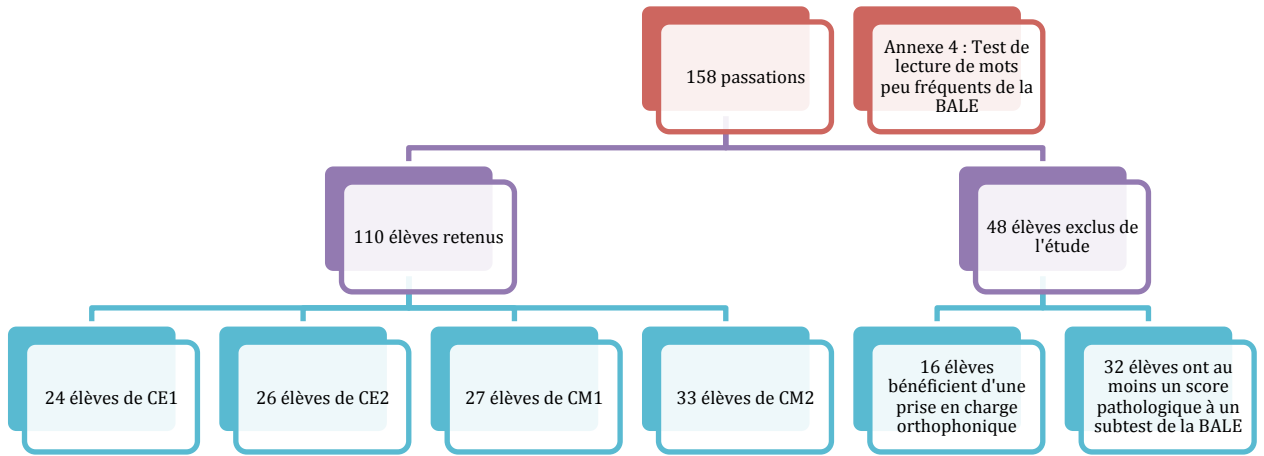 158 passations
Annexe 4 : Test de
lecture de mots
peu fréquents de la
BALE
110 élèves retenus
48 élèves exclus de
l'étude
24 élèves de CE1
26 élèves de CE2
27 élèves de CM1
33 élèves de CM2
16 élèves
bénéficient d'une
prise en charge
orthophonique
32 élèves ont au
moins un score
pathologique à un
subtest de la BALE